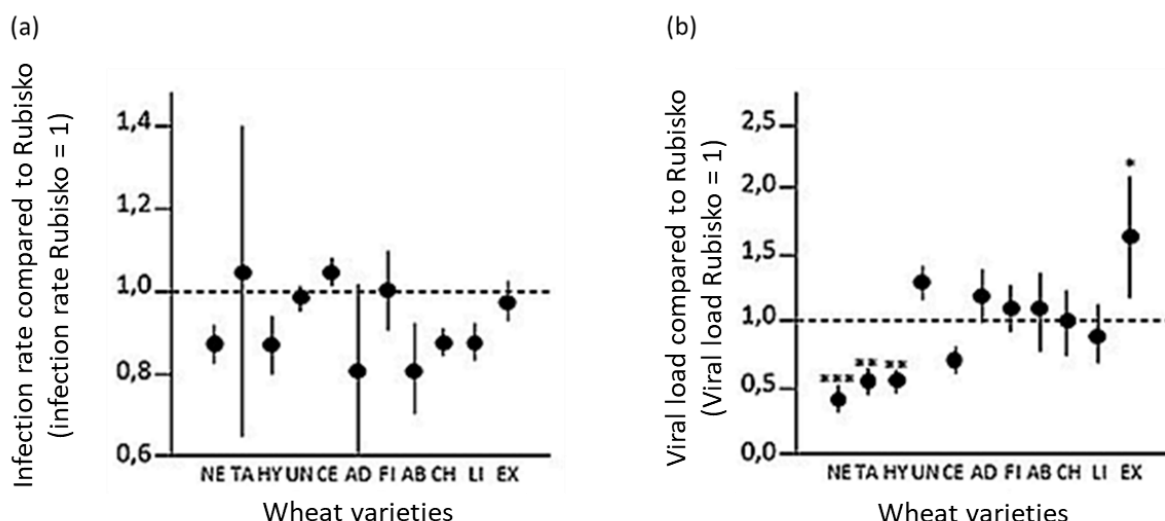 (a)
Infection rate compared to Rubisko
(infection rate Rubisko = 1)
1,4
1,2
1,0
0,8
0,6
NE TA HY UN CE AD FI AB CH LI EX
Wheat varieties
(b)
Viral load compared to Rubisko
(Viral load Rubisko = 1)
2,5
2,0
1,5
1,0
0,5
0,0
*
***
**
**
NE TA HY UN CE AD FI AB CH LI EX
Wheat varieties